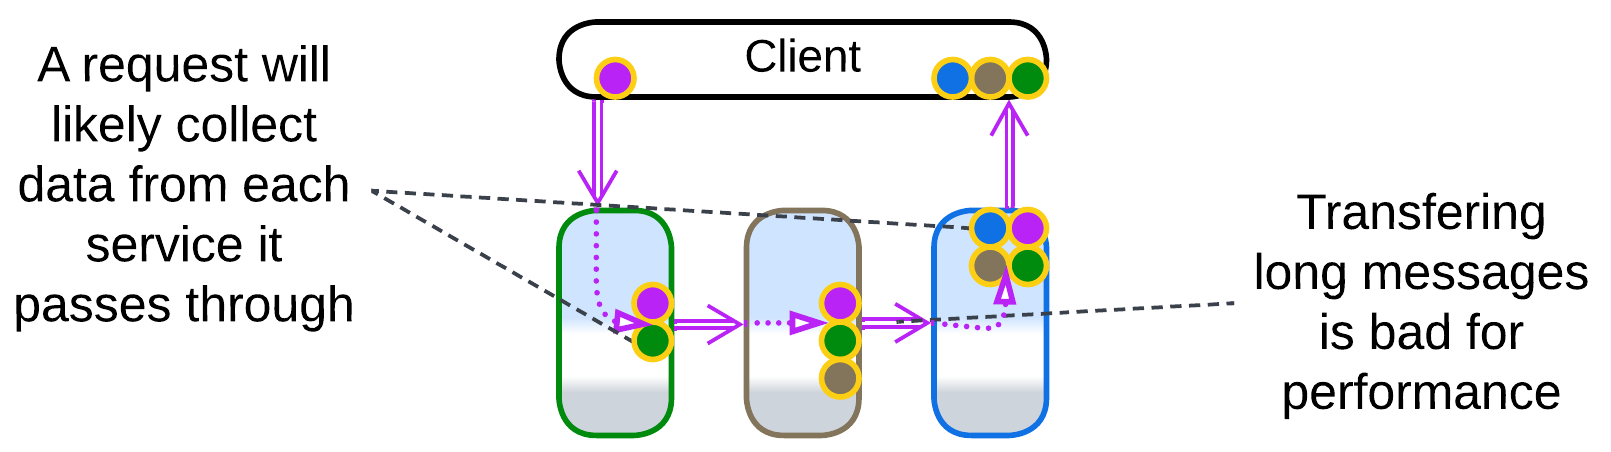 A request will
likely collect
data from each
service it
passes through
Client
Transfering
long messages
is bad for
performance